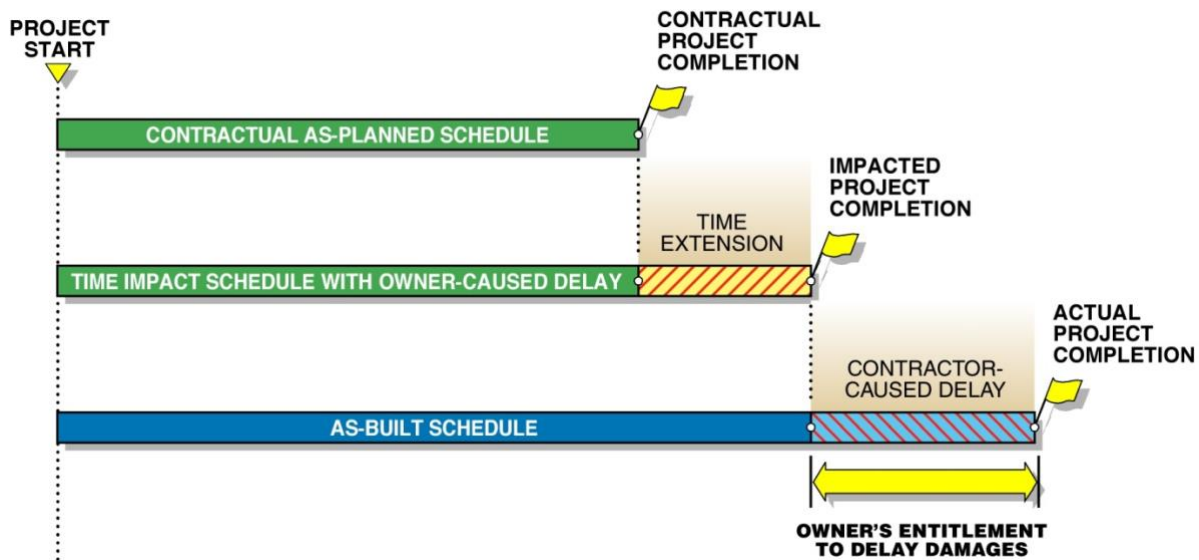 PROJECT
START
CONTRACTUAL
PROJECT
COMPLETION
CONTRACTUAL AS-PLANNED SCHEDULE
IMPACTED
PROJECT
COMPLETION
TIME
EXTENSION
TIME IMPACT SCHEDULE WITH OWNER-CAUSED DELAY
ACTUAL
PROJECT
COMPLETION
CONTRACTOR-
CAUSED DELAY
AS-BUILT SCHEDULE
OWNER'S ENTITLEMENT
TO DELAY DAMAGES